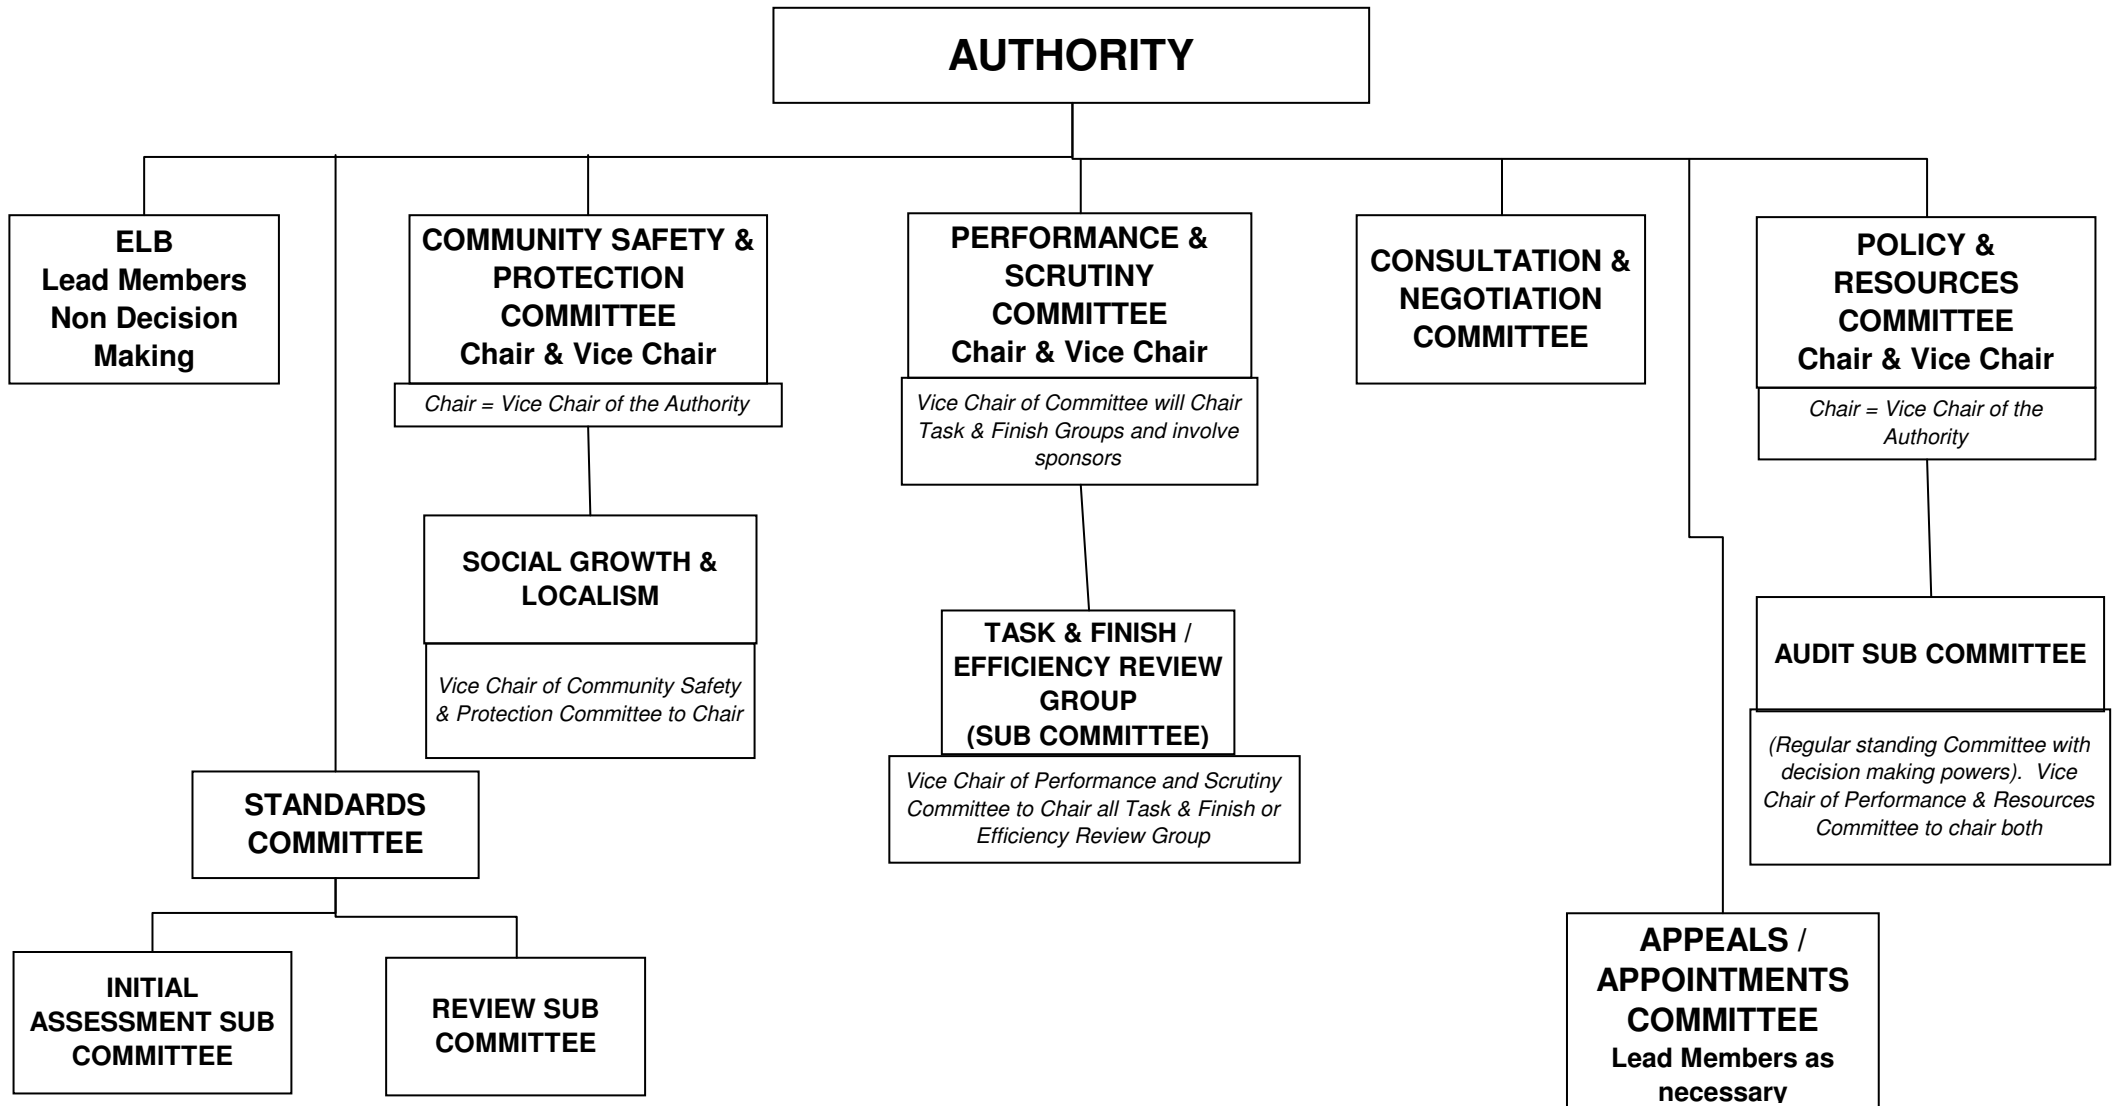 AUTHORITY
ELB
Lead Members
Non Decision
Making
COMMUNITY SAFETY &
PROTECTION
COMMITTEE
Chair & Vice Chair
Chair = Vice Chair of the Authority
PERFORMANCE &
SCRUTINY
COMMITTEE
Chair & Vice Chair
Vice Chair of Committee will Chair
Task & Finish Groups and involve
sponsors
CONSULTATION &
NEGOTIATION
COMMITTEE
POLICY &
RESOURCES
COMMITTEE
Chair & Vice Chair
Chair = Vice Chair of the
Authority
SOCIAL GROWTH &
LOCALISM
Vice Chair of Community Safety
& Protection Committee to Chair
TASK & FINISH /
EFFICIENCY REVIEW
GROUP
(SUB COMMITTEE)
Vice Chair of Performance and Scrutiny
Committee to Chair all Task & Finish or
Efficiency Review Group
AUDIT SUB COMMITTEE
(Regular standing Committee with
decision making powers).  Vice
Chair of Performance & Resources
Committee to chair both
STANDARDS
COMMITTEE
INITIAL
ASSESSMENT SUB
COMMITTEE
REVIEW SUB
COMMITTEE
APPEALS /
APPOINTMENTS
COMMITTEE
Lead Members as
necessary